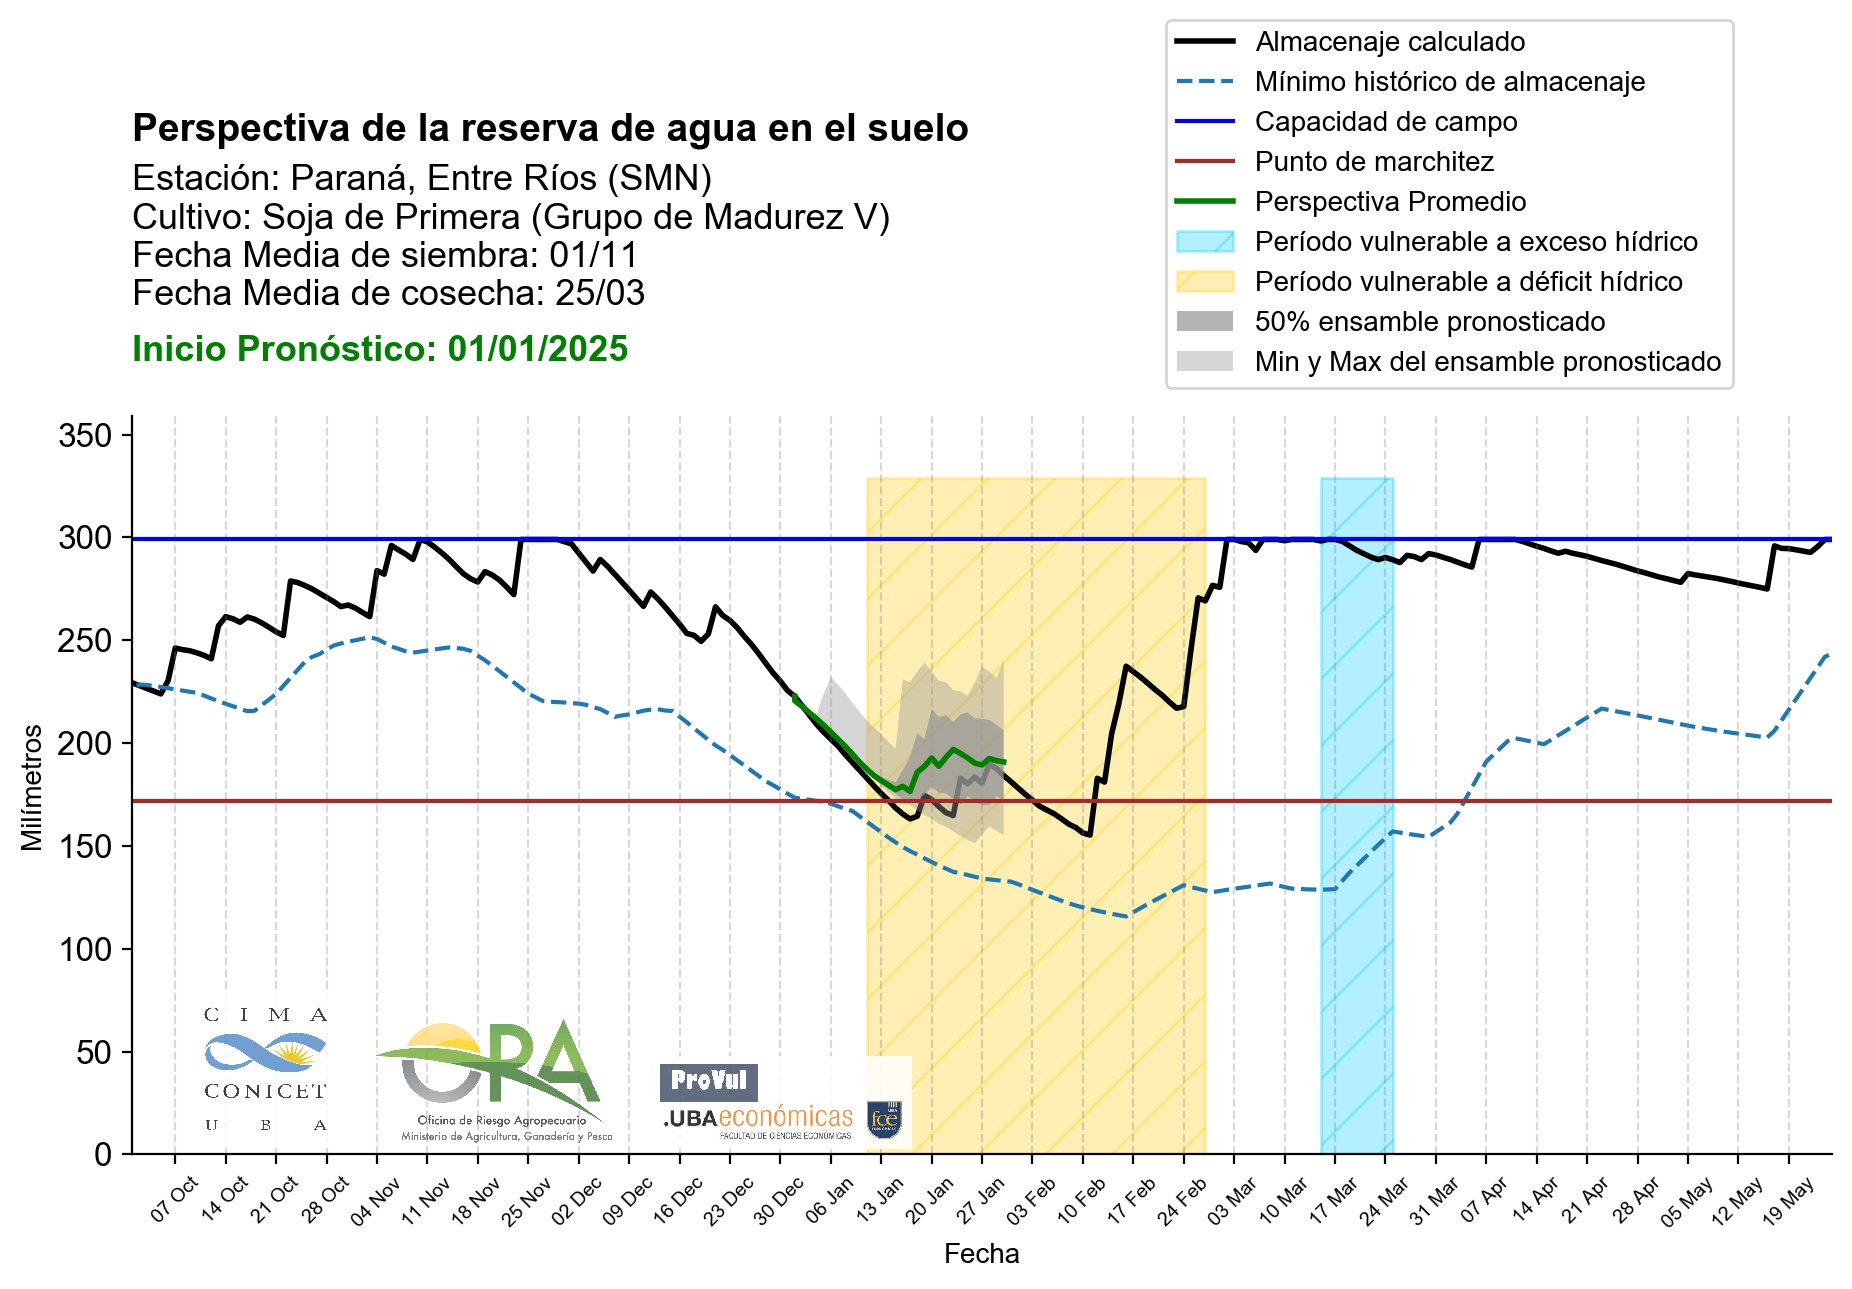 Almacenaje calculado
Mínimo histórico de almacenaje
Capacidad de campo
Punto de marchitez
Perspectiva Promedio
Período vulnerable a exceso hídrico
Período vulnerable a déficit hídrico
50% ensamble pronosticado
Min y Max del ensamble pronosticado
Perspectiva de la reserva de agua en el suelo
Estación: Paraná, Entre Ríos (SMN)
Cultivo: Soja de Primera (Grupo de Madurez V)
Fecha Media de siembra: 01/11
Fecha Media de cosecha: 25/03
Inicio Pronóstico: 01/01/2025
350
300
250
200
150
100
50
0
Milímetros
CIMA
CONICET
UBA
OPA
Oficina de Riesgo Agropecuario
Ministerio de Agricultura, Ganadería y Pesca
ProVul
.UBAeconómicas
FACULTAD DE CIENCIAS ECONÓMICAS
UBA
fce
07 Oct
14 Oct
21 Oct
28 Oct
04 Nov
11 Nov
18 Nov
25 Nov
02 Dec
09 Dec
16 Dec
23 Dec
30 Dec
06 Jan
13 Jan
20 Jan
27 Jan
03 Feb
10 Feb
17 Feb
24 Feb
03 Mar
10 Mar
17 Mar
24 Mar
31 Mar
07 Apr
14 Apr
21 Apr
28 Apr
05 May
12 May
19 May
Fecha